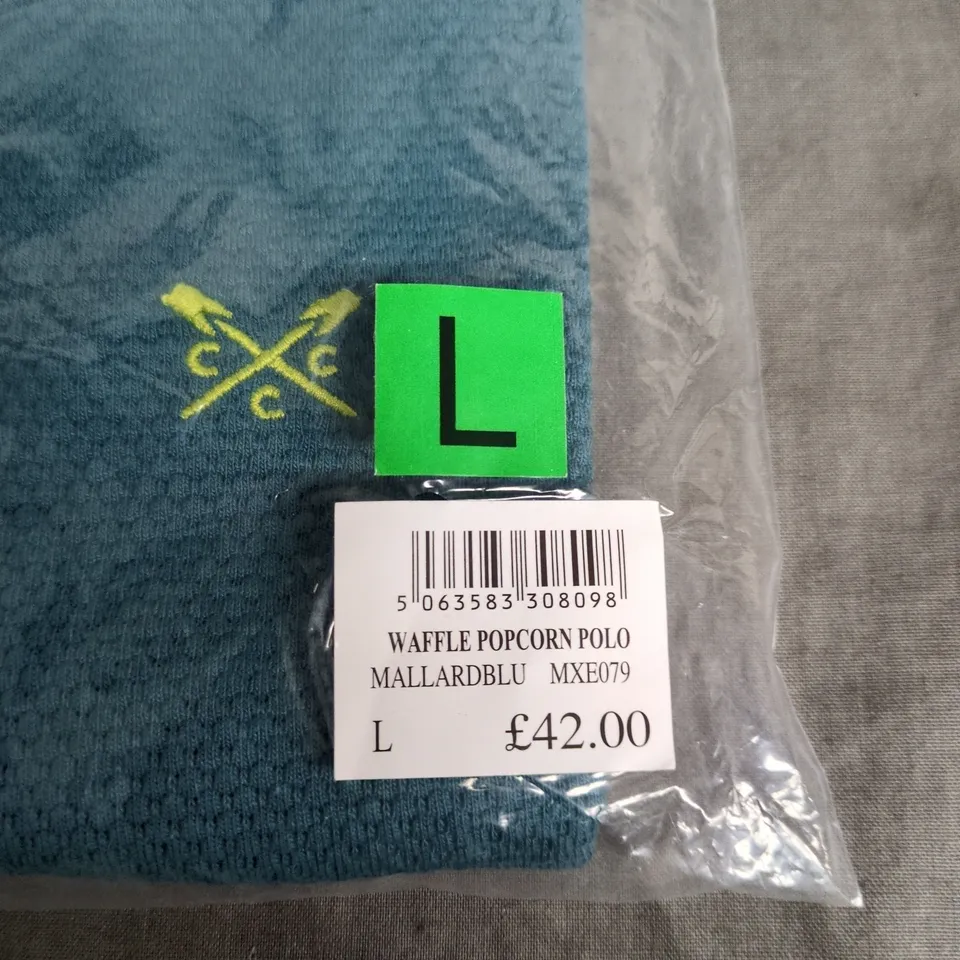 C C
C
L
5 063583 308098
WAFFLE POPCORN POLO
MALLARDBLU MXE079
L £42.00